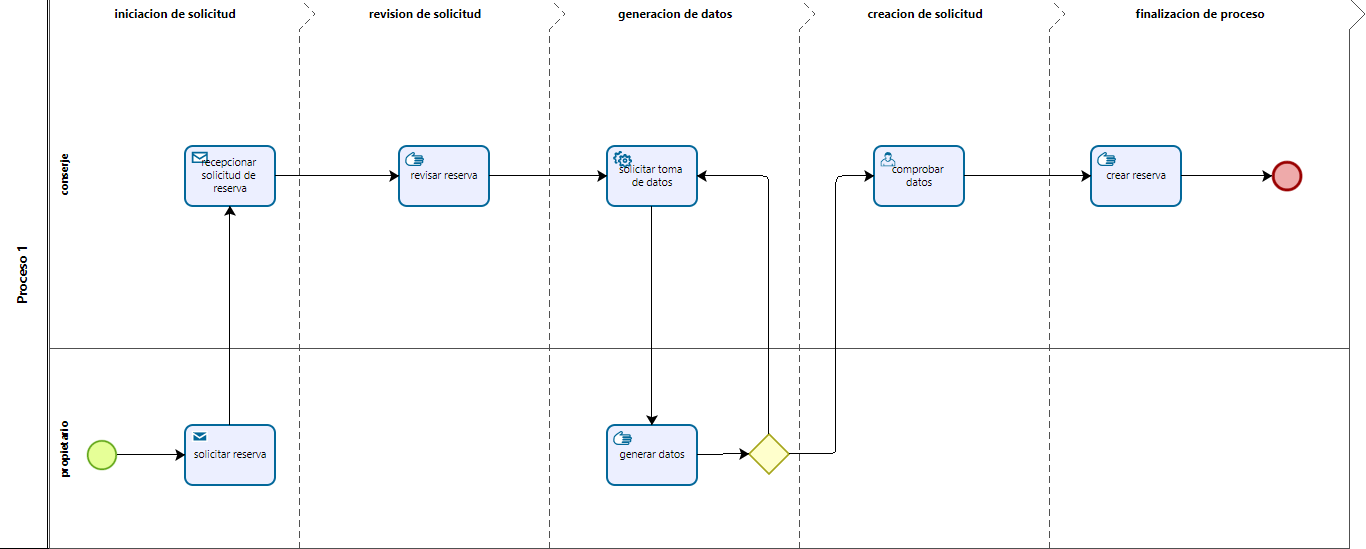 iniciacion de solicitud
revision de solicitud
generacion de datos
creacion de solicitud
finalizacion de proceso
Proceso 1
conserje
recepcionar
solicitud de
reserva
revisar reserva
solicitar toma
de datos
comprobar
datos
crear reserva
propietario
solicitar reserva
generar datos